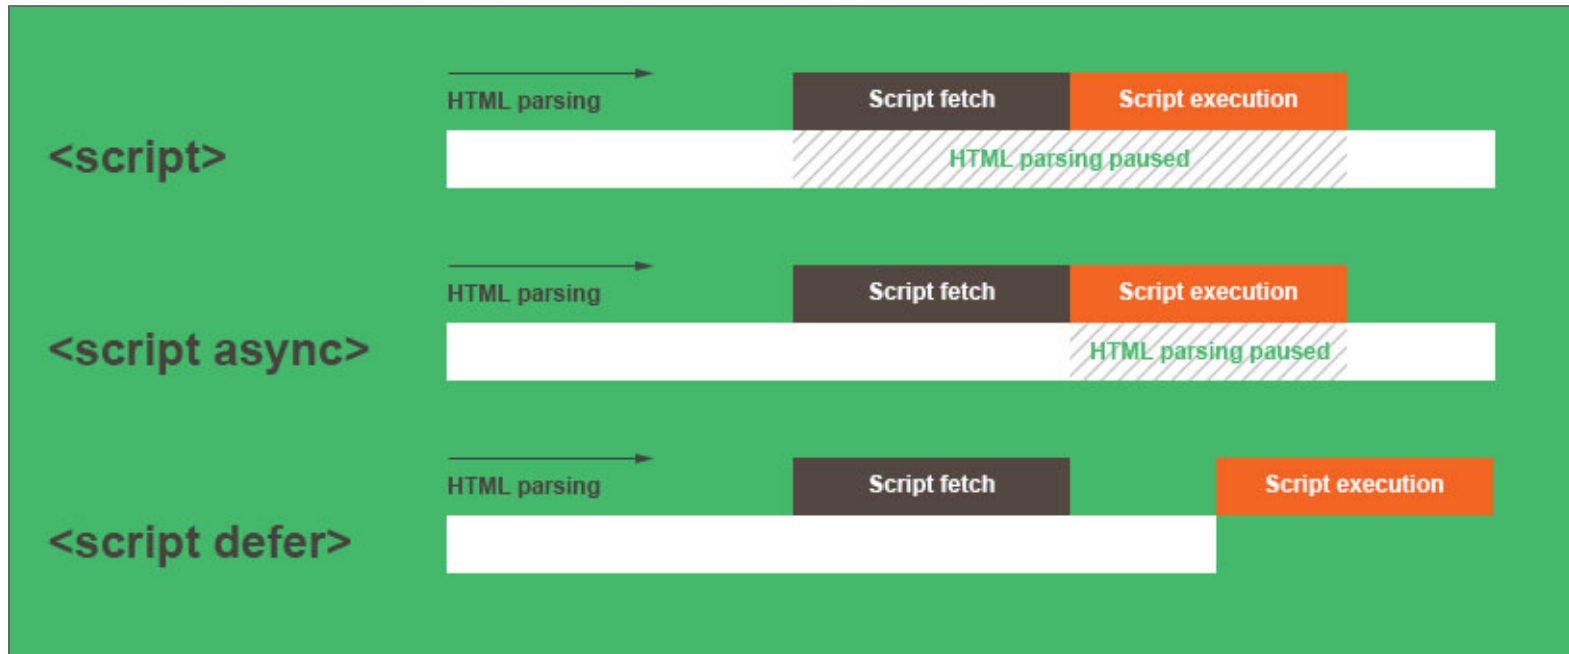 HTML parsing
Script fetch
Script execution
<script>
HTML parsing paused
HTML parsing
Script fetch
Script execution
<script async>
HTML parsing paused
HTML parsing
Script fetch
Script execution
<script defer>